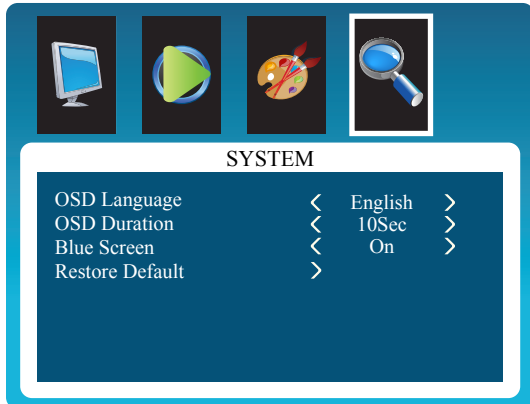 SYSTEM
OSD Language < English >
OSD Duration < 10Sec >
Blue Screen < On >
Restore Default >